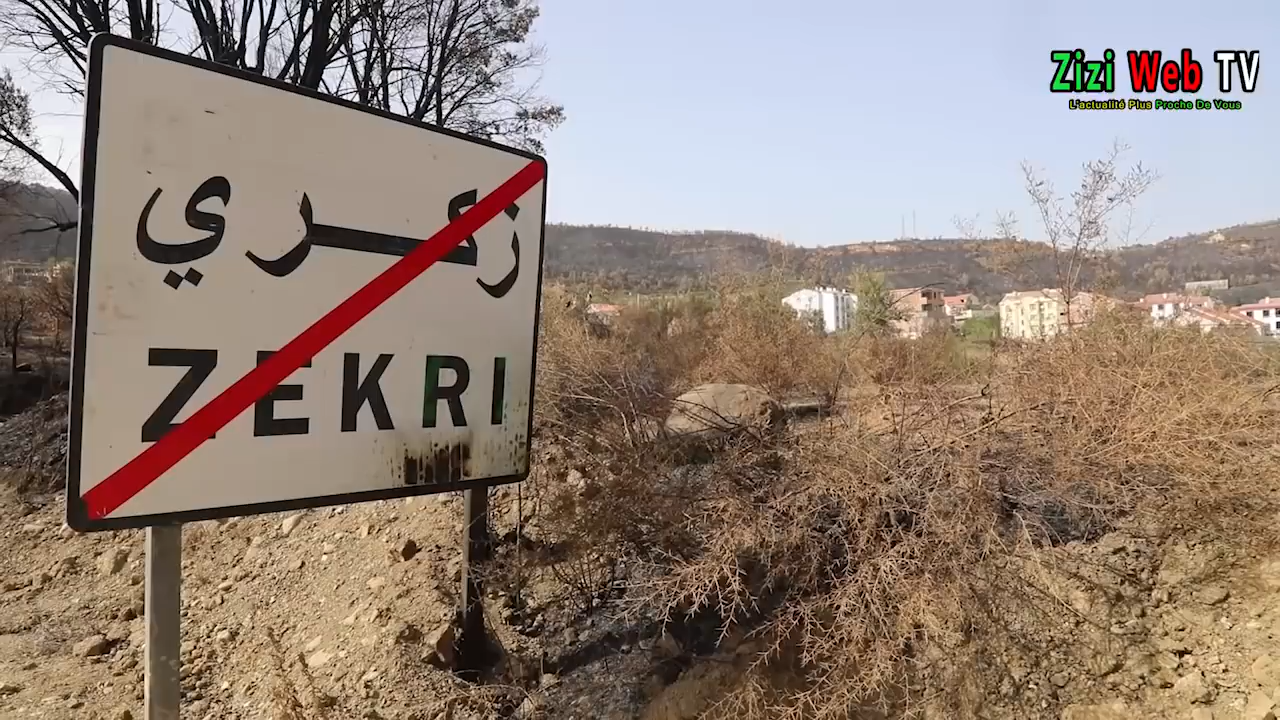 زكري
ZEKRI
Zizi Web TV
L'actualité Plus Proche De Vous